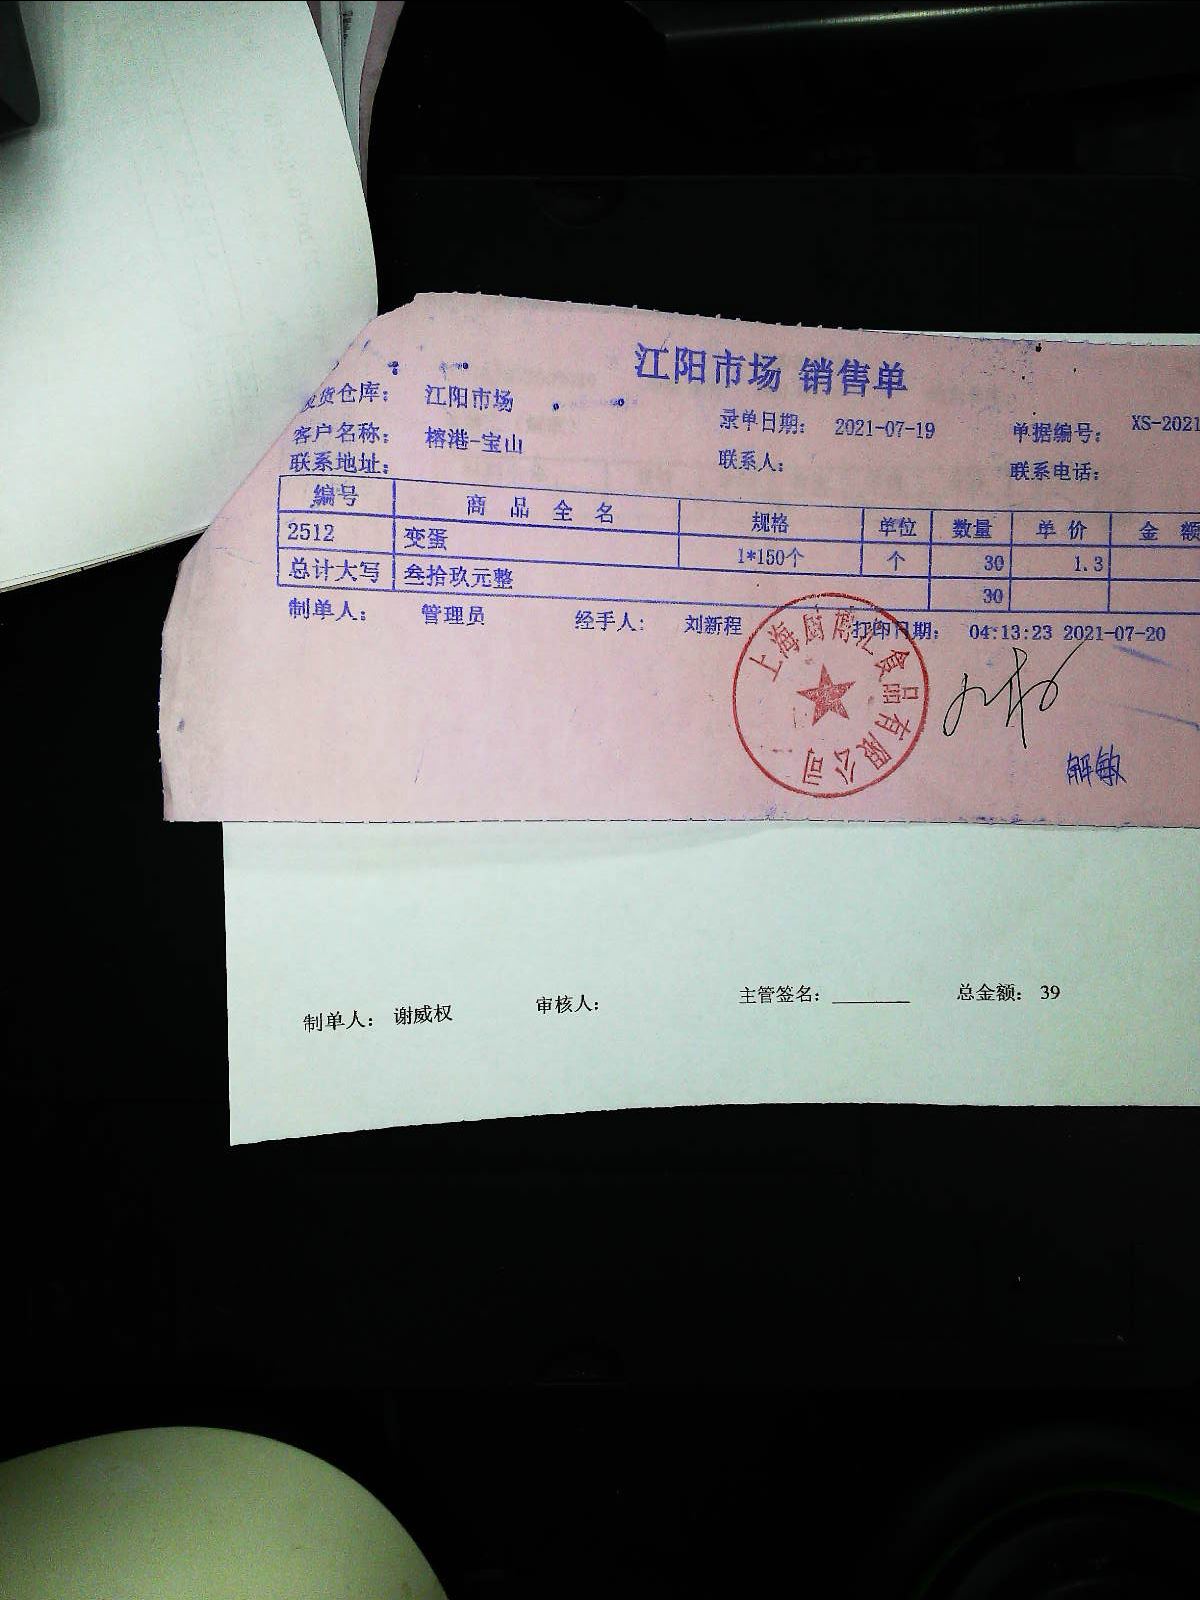 江阳市场 销售单
发货仓库: 江阳市场
录单日期: 2021-07-19 单据编号: XS-2021
客户名称: 榕港-宝山
联系地址: 联系人: 联系电话:
编号 商品全名 规格 单位 数量 单价 金额
2512 变蛋 1*150个 个 30 1.3
总计大写 叁拾玖元整 30
制单人: 管理员 经手人: 刘新程 打印日期: 04:13:23 2021-07-20
上海厨博汇食品有限公司
解敏
制单人: 谢威权 审核人: 主管签名: ________ 总金额: 39